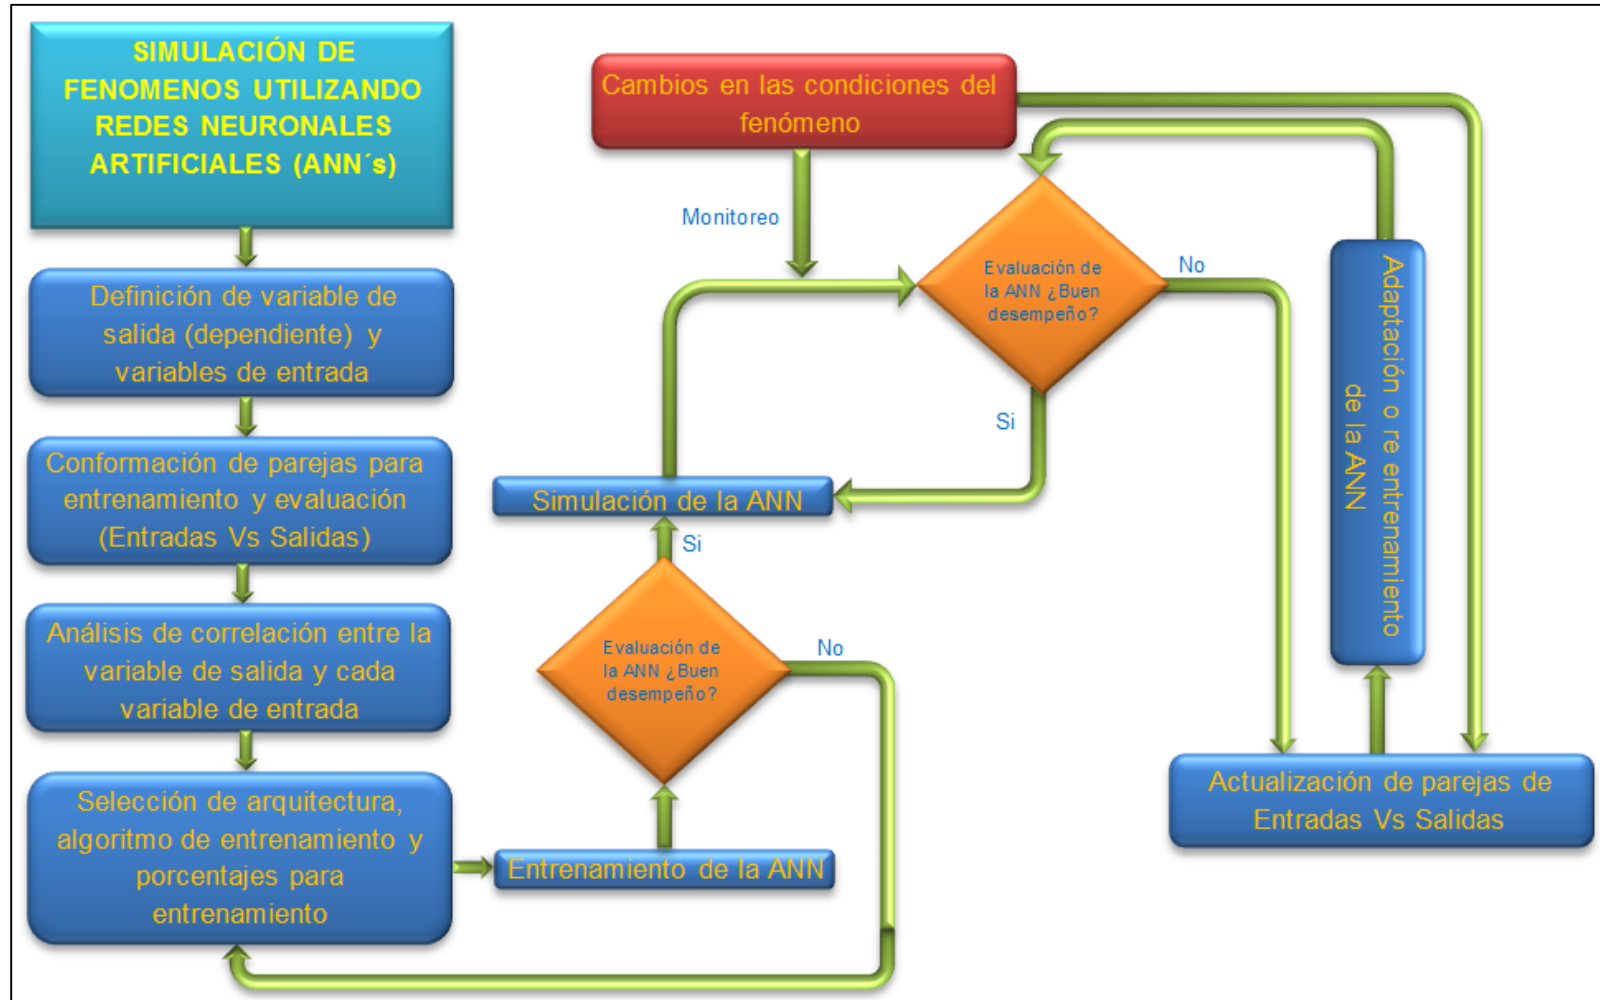 SIMULACIÓN DE
FENOMENOS UTILIZANDO
REDES NEURONALES
ARTIFICIALES (ANN´s)
Definición de variable de
salida (dependiente) y
variables de entrada
Conformación de parejas para
entrenamiento y evaluación
(Entradas Vs Salidas)
Análisis de correlación entre la
variable de salida y cada
variable de entrada
Selección de arquitectura,
algoritmo de entrenamiento y
porcentajes para
entrenamiento
Entrenamiento de la ANN
Evaluación de
la ANN ¿Buen
desempeño?
No
Si
Simulación de la ANN
Monitoreo
Cambios en las condiciones del
fenómeno
Evaluación de
la ANN ¿Buen
desempeño?
Si
No
Actualización de parejas de
Entradas Vs Salidas
Adaptación o re entrenamiento
de la ANN